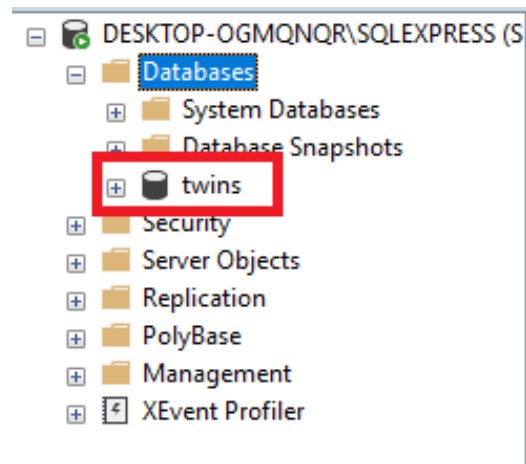 DESKTOP-OGMQNQR\SQLEXPRESS (S
Databases
System Databases
Database Snapshots
twins
Security
Server Objects
Replication
PolyBase
Management
XEvent Profiler